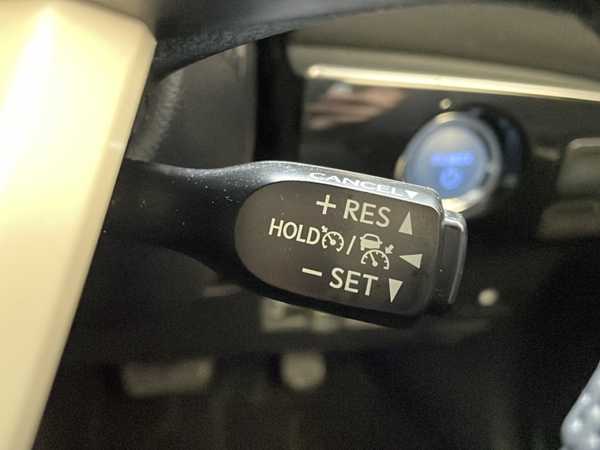 CANCEL▼
+ RES ▲
HOLD / ◀
− SET ▼